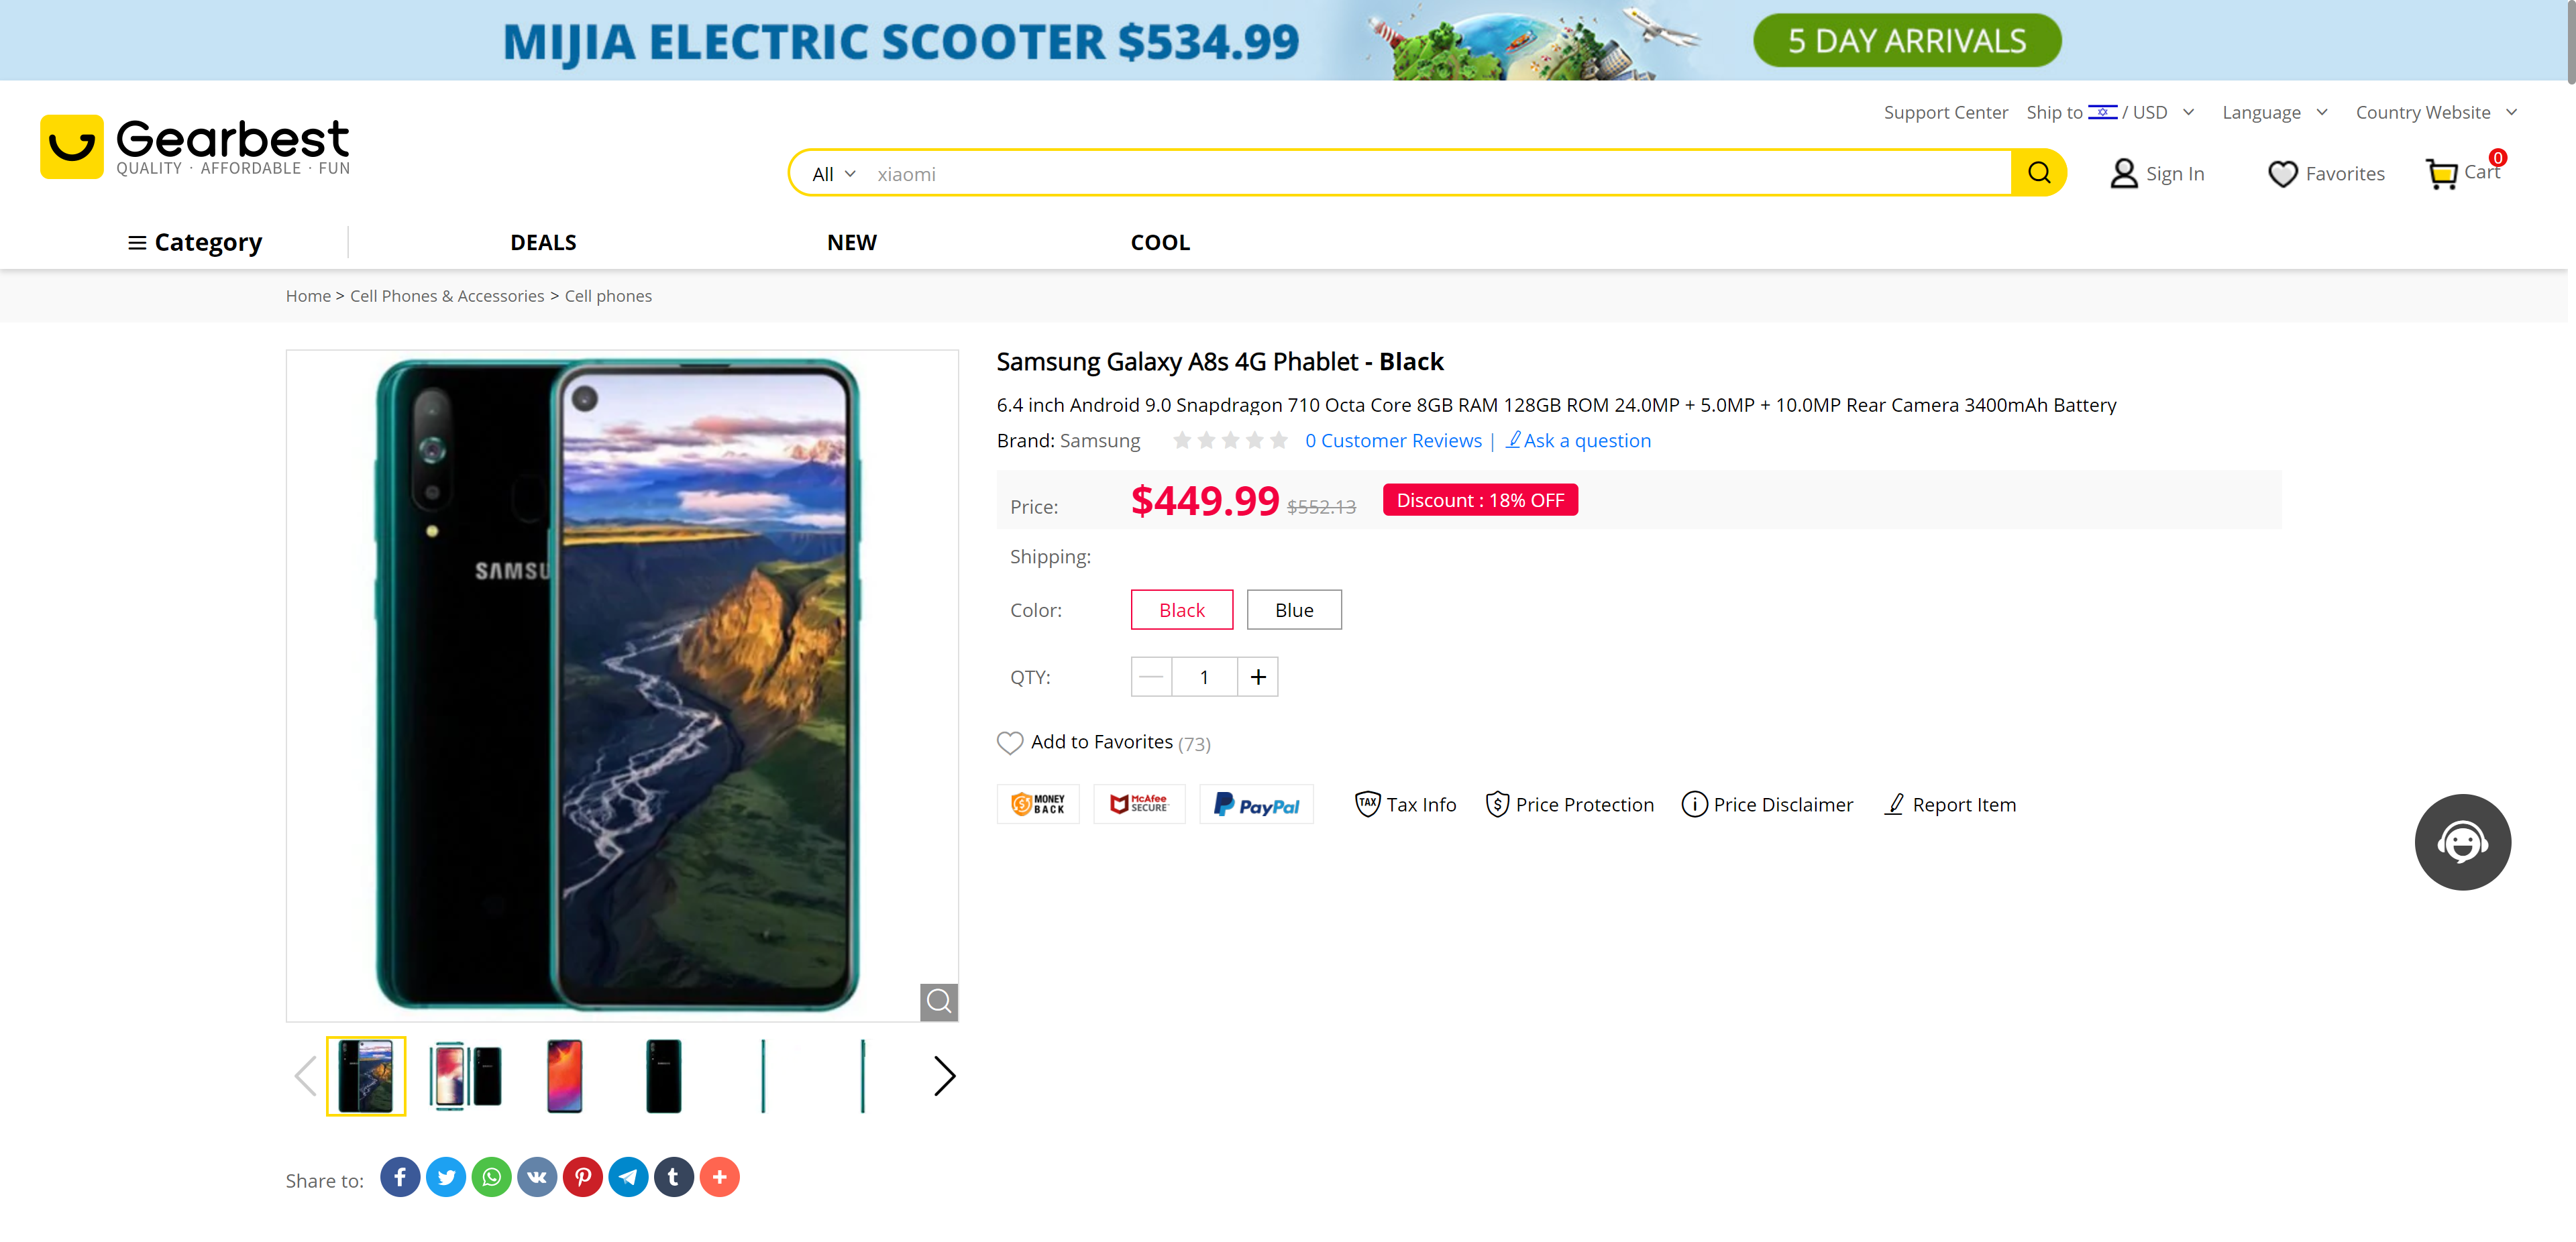 MIJIA ELECTRIC SCOOTER $534.99 5 DAY ARRIVALS
Support Center Ship to / USD Language Country Website
Gearbest
QUALITY · AFFORDABLE · FUN
All xiaomi
Sign In Favorites Cart 0
Category DEALS NEW COOL
Home > Cell Phones & Accessories > Cell phones
Samsung Galaxy A8s 4G Phablet - Black
6.4 inch Android 9.0 Snapdragon 710 Octa Core 8GB RAM 128GB ROM 24.0MP + 5.0MP + 10.0MP Rear Camera 3400mAh Battery
Brand: Samsung 0 Customer Reviews | Ask a question
Price: $449.99 $552.13 Discount : 18% OFF
Shipping:
SAMSU
Color: Black Blue
QTY: 1 +
Add to Favorites (73)
MONEY BACK McAfee SECURE PayPal TAX Tax Info $ Price Protection i Price Disclaimer Report Item
Share to: